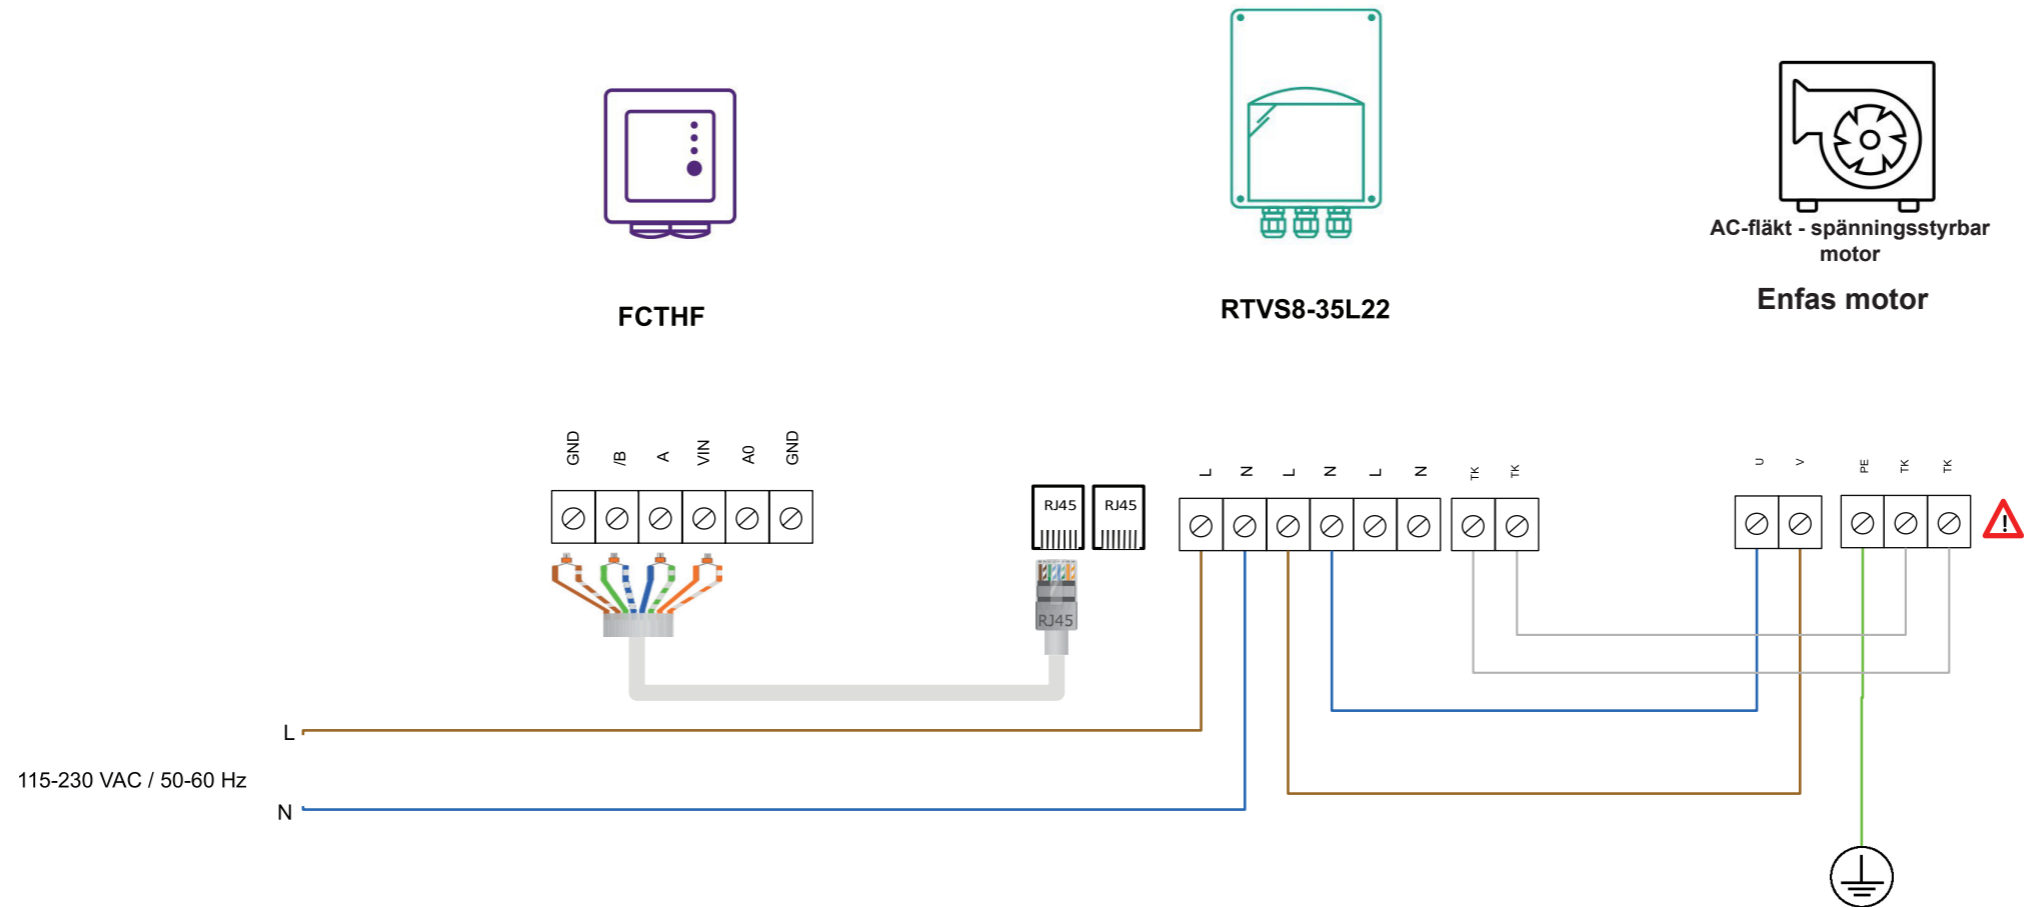 AC-fläkt - spänningsstyrbar
motor
FCTHF
RTVS8-35L22
Enfas motor
GND
/B
A
VIN
A0
GND
RJ45
RJ45
L
N
L
N
L
N
TK
TK
U
V
PE
TK
TK
!
RJ45
L
115-230 VAC / 50-60 Hz
N